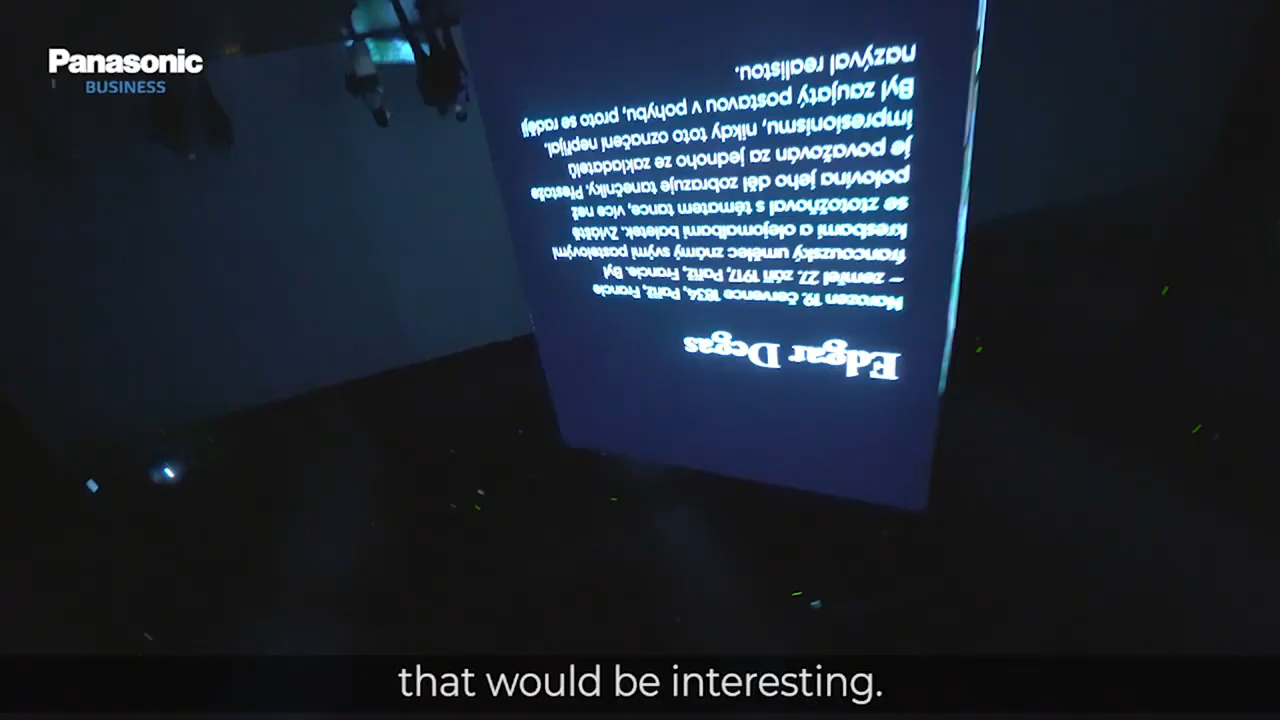 Panasonic
BUSINESS
Edgar Degas
Narozen 19. července 1834, Paříž, Francie
– zemřel 27. září 1917, Paříž, Francie. Byl
francouzský umělec známý svými pastelovými
kresbami a olejomalbami baletek. Zvláště
se ztotožňoval s tématem tance, více než
polovina jeho děl zobrazuje tanečníky. Přestože
je považován za jednoho ze zakladatelů
impresionismu, nikdy toto označení nepřijal.
Byl zaujatý postavou v pohybu, proto se raději
nazýval realistou.
that would be interesting.